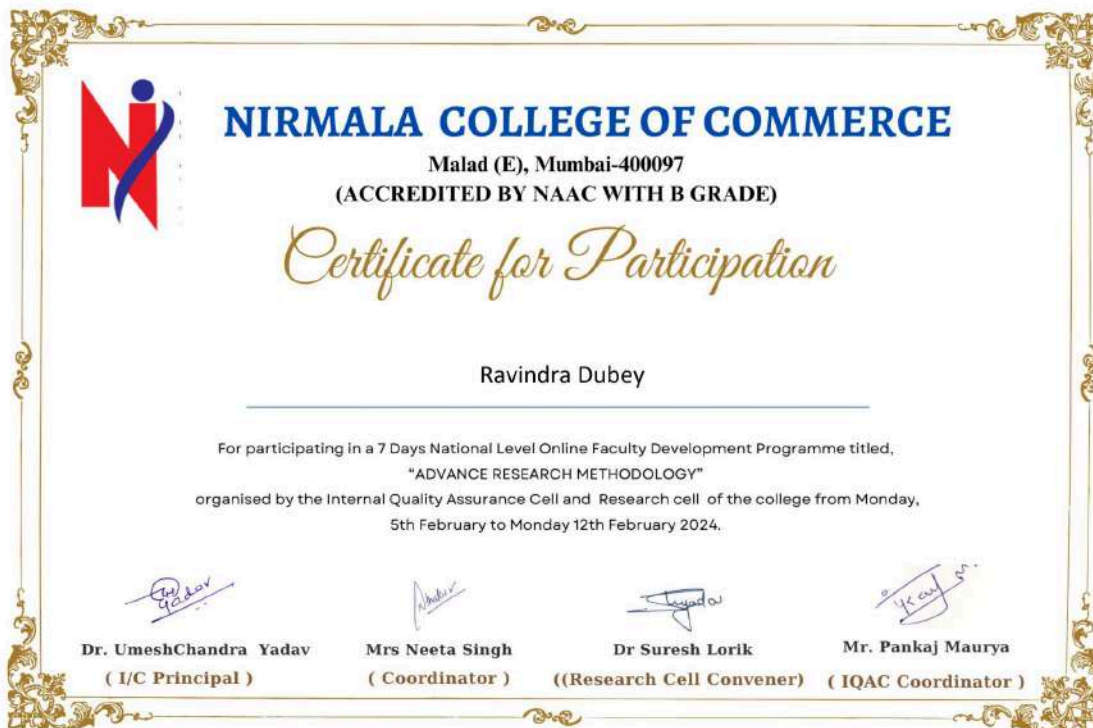 NIRMALA COLLEGE OF COMMERCE
Malad (E), Mumbai-400097
(ACCREDITED BY NAAC WITH B GRADE)
Certificate for Participation
Ravindra Dubey
For participating in a 7 Days National Level Online Faculty Development Programme titled,
"ADVANCE RESEARCH METHODOLOGY"
organised by the Internal Quality Assurance Cell and Research cell of the college from Monday,
5th February to Monday 12th February 2024.
Dr. UmeshChandra Yadav Mrs Neeta Singh Dr Suresh Lorik Mr. Pankaj Maurya
( I/C Principal ) ( Coordinator ) ((Research Cell Convener) ( IQAC Coordinator )